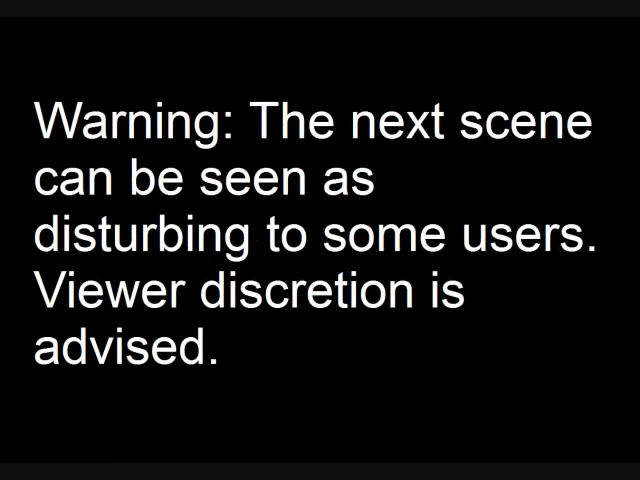 Warning: The next scene
can be seen as
disturbing to some users.
Viewer discretion is
advised.